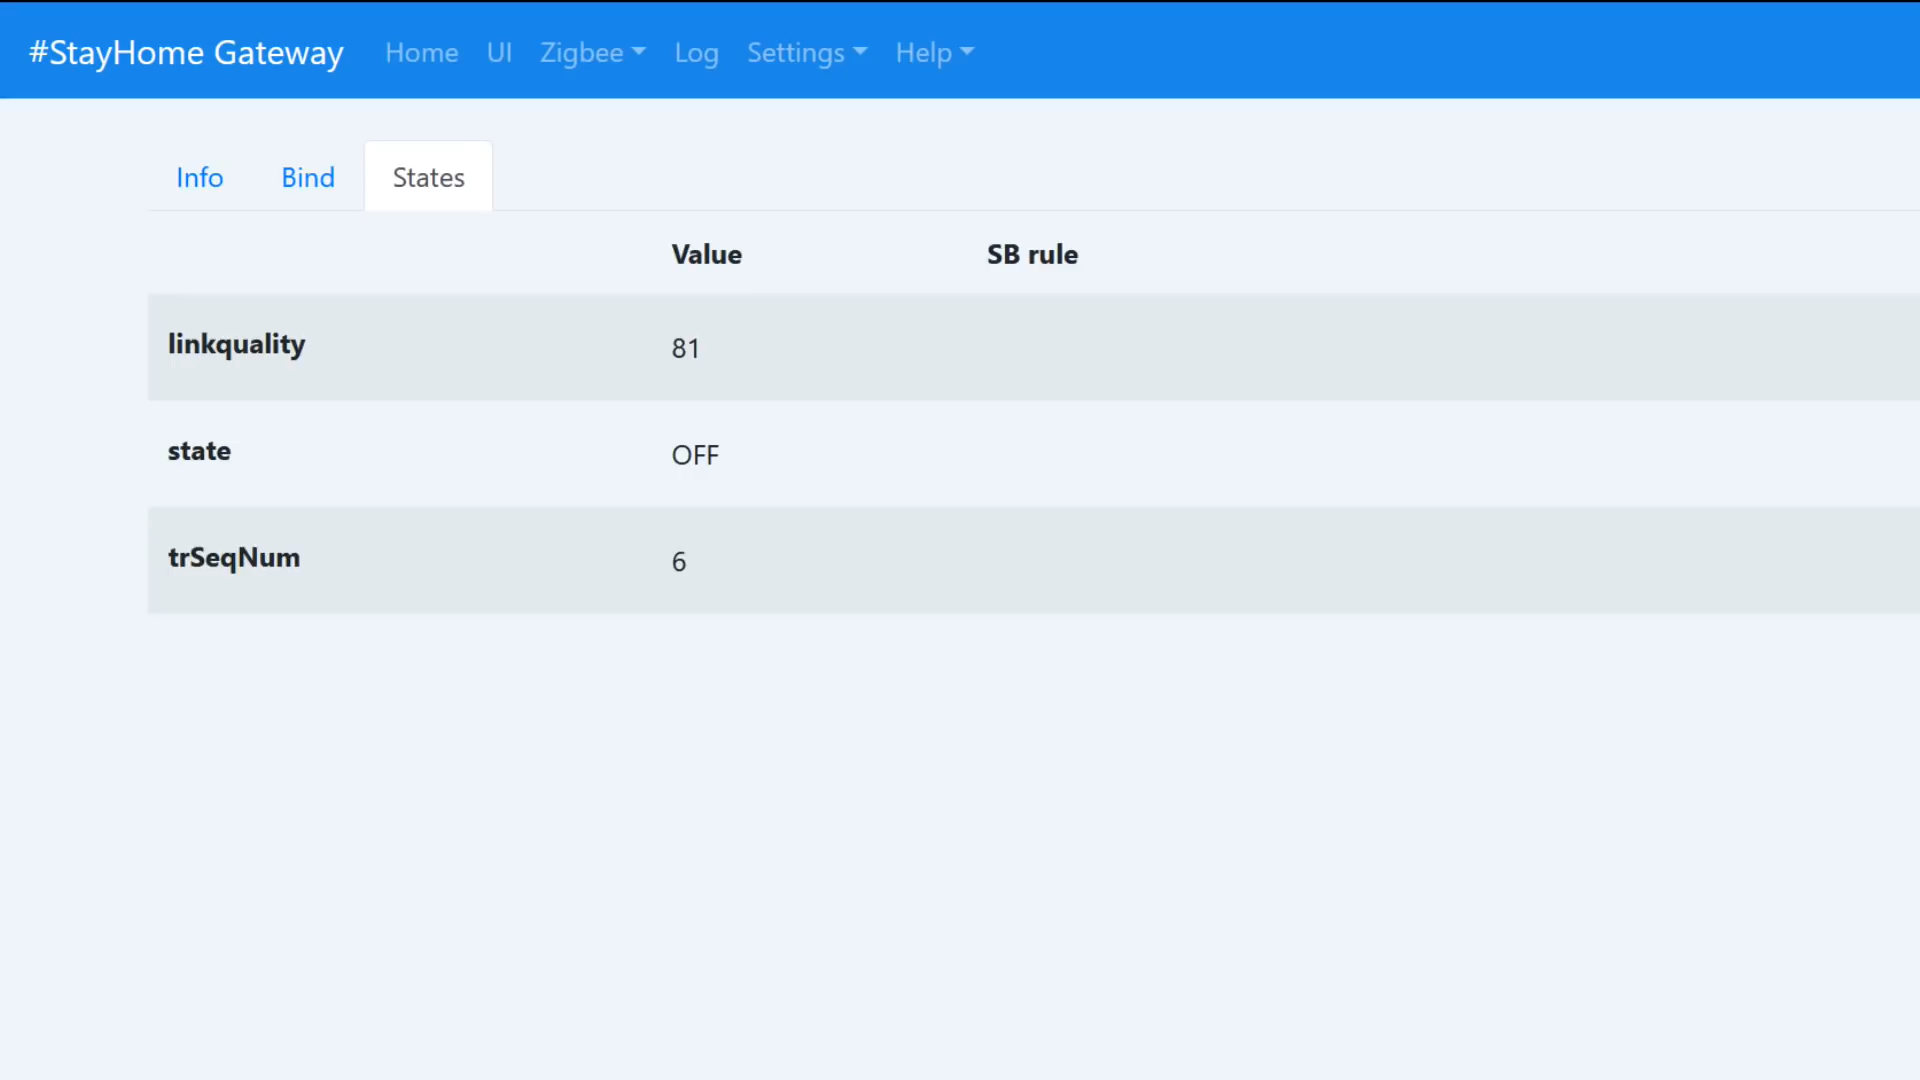 #StayHome Gateway Home UI Zigbee Log Settings Help
Info Bind States
Value SB rule
linkquality 81
state OFF
trSeqNum 6